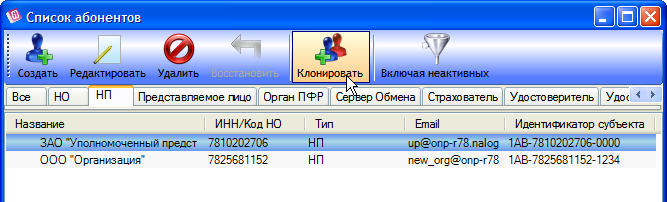 Список абонентов
Создать Редактировать Удалить Восстановить Клонировать Включая неактивных
Все НО НП Представляемое лицо Орган ПФР Сервер Обмена Страхователь Удостоверитель Удос
Название ИНН/Код НО Тип Email Идентификатор субъекта
ЗАО "Уполномоченный предст 7810202706 НП up@onp-r78.nalog 1АВ-7810202706-0000
ООО "Организация" 7825681152 НП new_org@onp-r78 1АВ-7825681152-1234